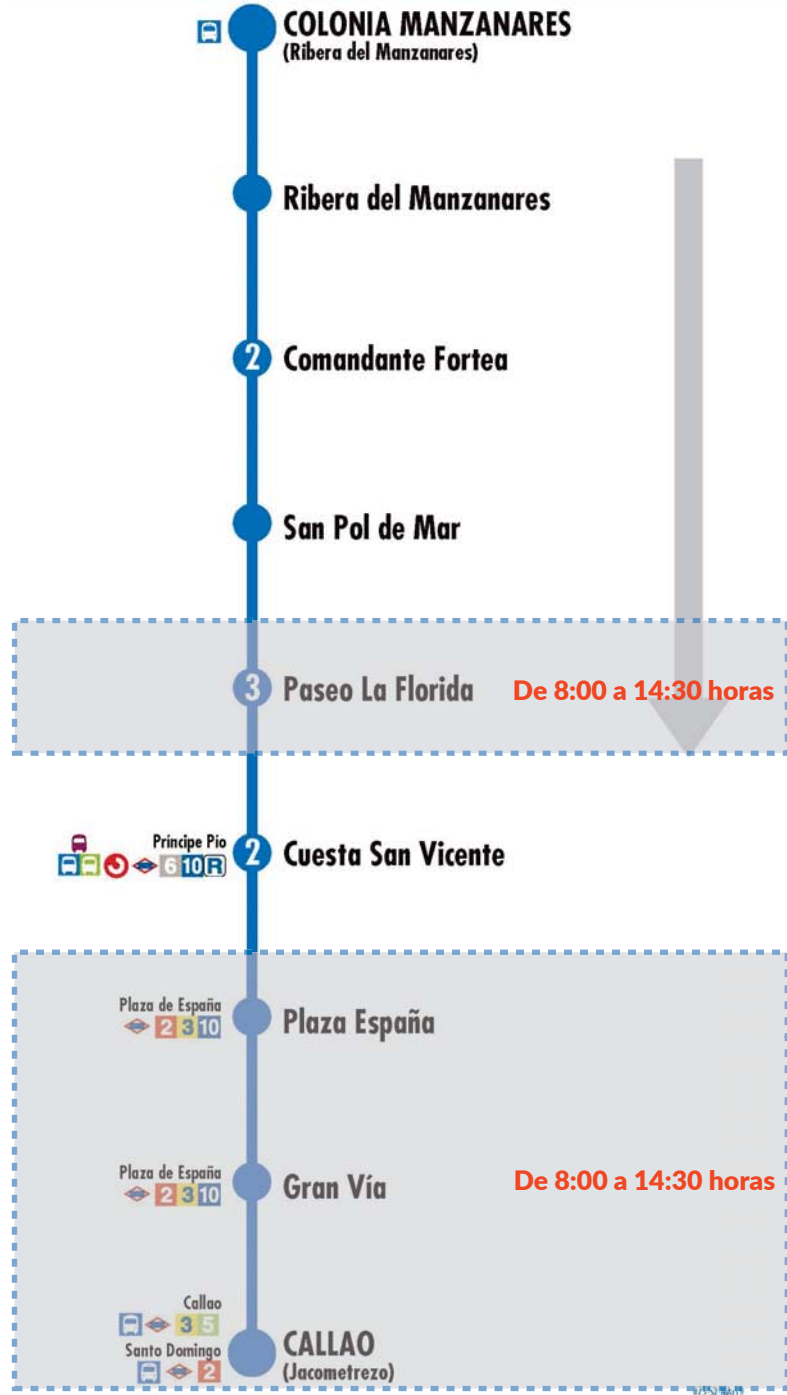 COLONIA MANZANARES
(Ribera del Manzanares)
Ribera del Manzanares
2 Comandante Fortea
San Pol de Mar
3 Paseo La Florida De 8:00 a 14:30 horas
Príncipe Pío
6 10 R 2 Cuesta San Vicente
Plaza de España
2 3 10 Plaza España
Plaza de España
2 3 10 Gran Vía De 8:00 a 14:30 horas
Callao
3 5
Santo Domingo CALLAO
2 (Jacometrezo)